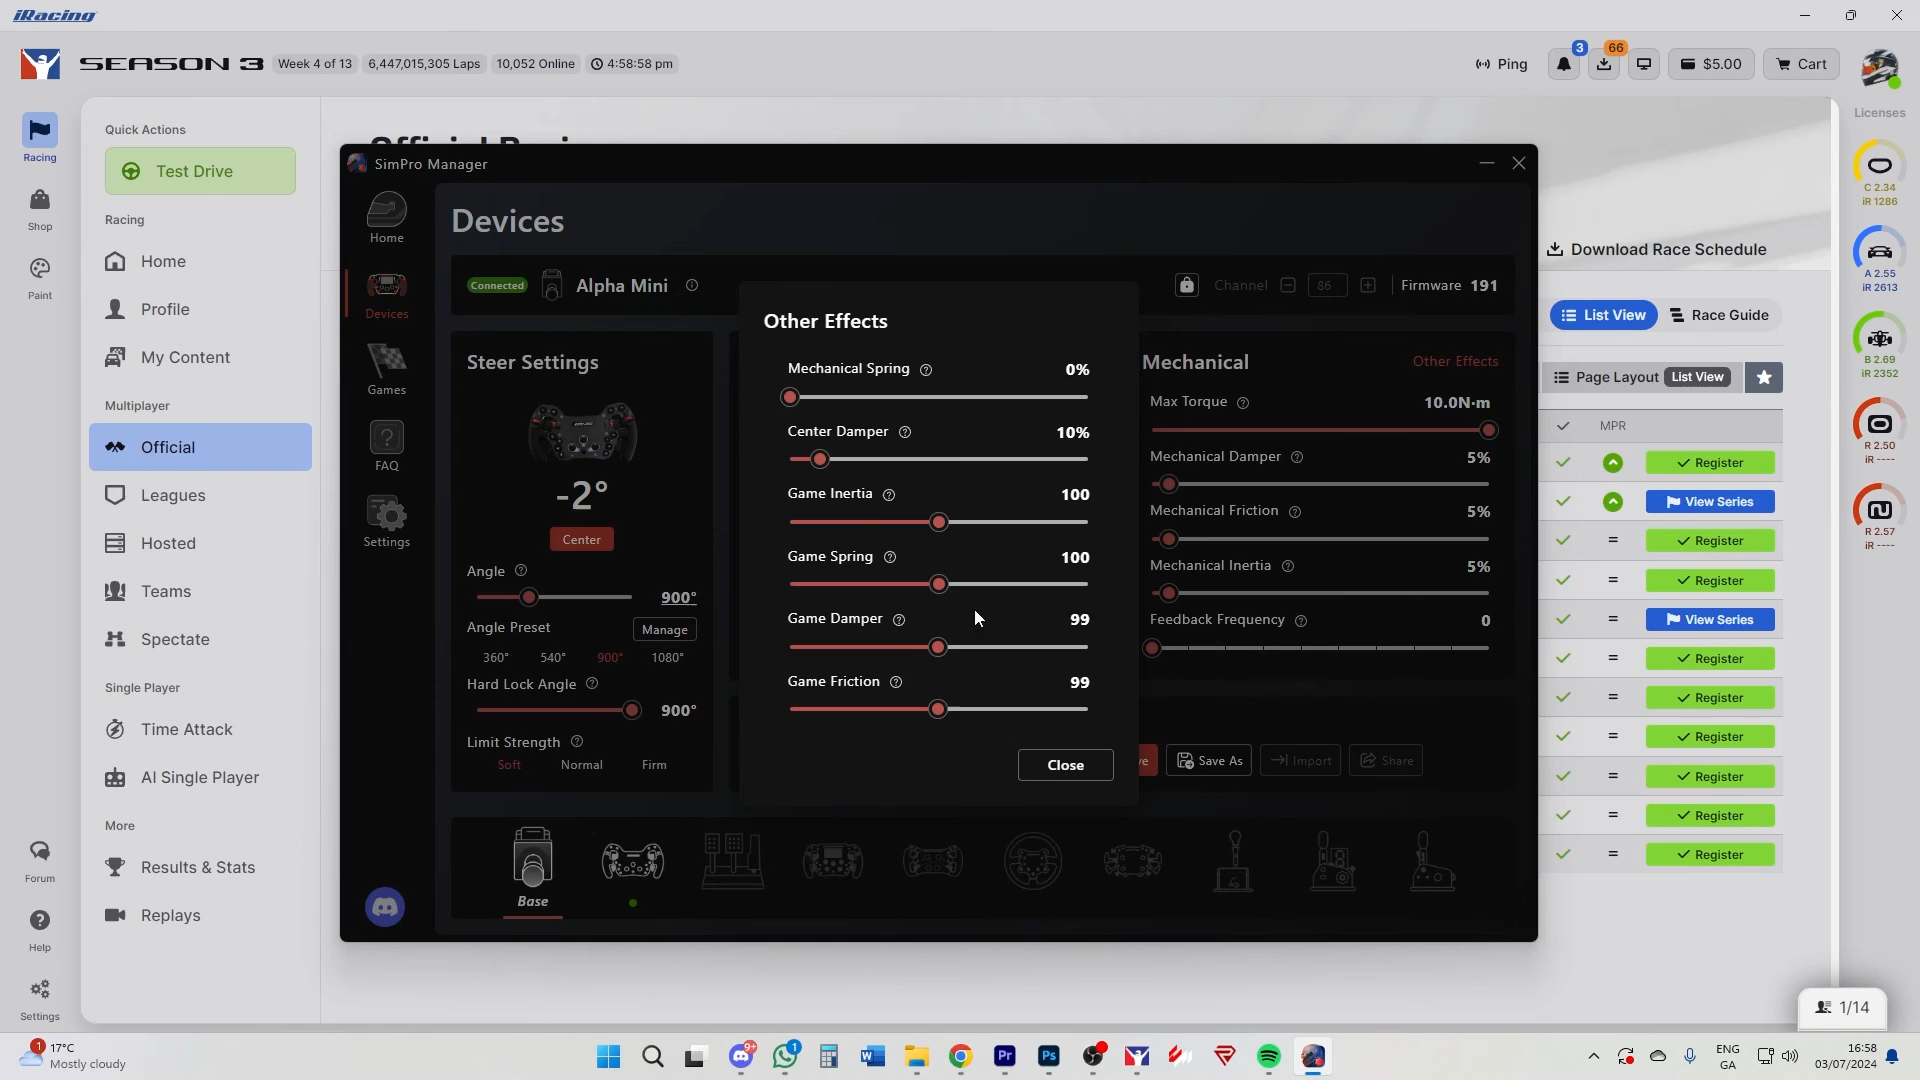 iRacing
SEASON 3
Week 4 of 13
6,447,015,305 Laps
10,052 Online
4:58:58 pm
Ping
3
66
$5.00
Cart
Racing
Shop
Paint
Forum
Help
Settings
Quick Actions
Test Drive
Racing
Home
Profile
My Content
Multiplayer
Official
Leagues
Hosted
Teams
Spectate
Single Player
Time Attack
AI Single Player
More
Results & Stats
Replays
SimPro Manager
Home
Devices
Games
FAQ
Settings
Devices
Connected
Alpha Mini
Channel
86
Firmware 191
Steer Settings
-2°
Center
Angle
900°
Angle Preset
Manage
360° 540° 900° 1080°
Hard Lock Angle
900°
Limit Strength
Soft Normal Firm
Other Effects
Mechanical Spring 0%
Center Damper 10%
Game Inertia 100
Game Spring 100
Game Damper 99
Game Friction 99
Close
Mechanical
Other Effects
Max Torque 10.0N·m
Mechanical Damper 5%
Mechanical Friction 5%
Mechanical Inertia 5%
Feedback Frequency 0
ve
Save As
Import
Share
Base
Download Race Schedule
List View
Race Guide
Page Layout List View
MPR
Register
View Series
= Register
= Register
= View Series
= Register
= Register
= Register
= Register
= Register
= Register
Licenses
C 2.34
iR 1286
A 2.55
iR 2613
B 2.69
iR 2352
R 2.50
iR ----
R 2.57
iR ----
1/14
1
17°C
Mostly cloudy
9+
1
W
Pr
Ps
ENG
GA
16:58
03/07/2024